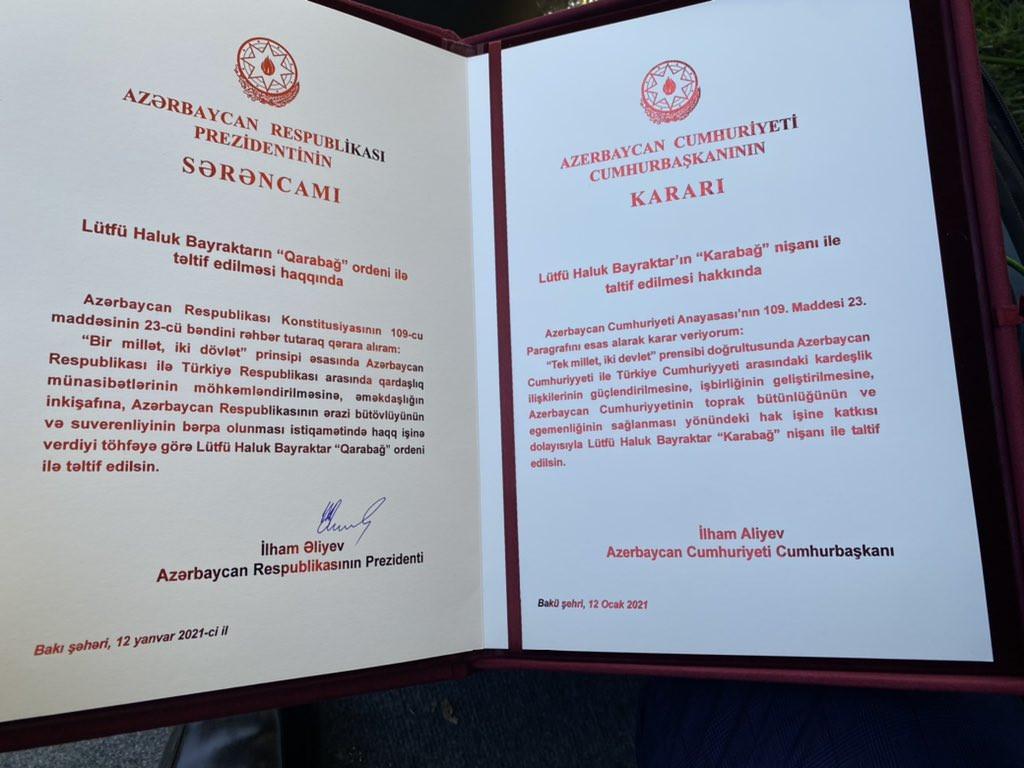 AZƏRBAYCAN RESPUBLİKASI
PREZİDENTİNİN
SƏRƏNCAMI
Lütfü Haluk Bayraktarın “Qarabağ” ordeni ilə
təltif edilməsi haqqında
Azərbaycan Respublikası Konstitusiyasının 109-cu
maddəsinin 23-cü bəndini rəhbər tutaraq qərara alıram:
“Bir millət, iki dövlət” prinsipi əsasında Azərbaycan
Respublikası ilə Türkiyə Respublikası arasında qardaşlıq
münasibətlərinin möhkəmləndirilməsinə, əməkdaşlığın
inkişafına, Azərbaycan Respublikasının ərazi bütövlüyünün
və suverenliyinin bərpa olunması istiqamətində haqq işinə
verdiyi töhfəyə görə Lütfü Haluk Bayraktar “Qarabağ” ordeni
ilə təltif edilsin.
İlham Əliyev
Azərbaycan Respublikasının Prezidenti
Bakı şəhəri, 12 yanvar 2021-ci il
AZERBAYCAN CUMHURİYETİ
CUMHURBAŞKANININ
KARARI
Lütfü Haluk Bayraktar’ın “Karabağ” nişanı ile
taltif edilmesi hakkında
Azerbaycan Cumhuriyeti Anayasası’nın 109. Maddesi 23.
Paragrafını esas alarak karar veriyorum:
“Tek millet, iki devlet” prensibi doğrultusunda Azerbaycan
Cumhuriyyeti ile Türkiye Cumhuriyyeti arasındaki kardeşlik
ilişkilerinin güçlendirilmesine, işbirliğinin geliştirilmesine,
Azerbaycan Cumhuriyyetinin toprak bütünlüğünün ve
egemenliğinin sağlanması yönündeki hak işine katkısı
dolayısıyla Lütfü Haluk Bayraktar “Karabağ” nişanı ile taltif
edilsin.
İlham Aliyev
Azerbaycan Cumhuriyeti Cumhurbaşkanı
Bakü şehri, 12 Ocak 2021